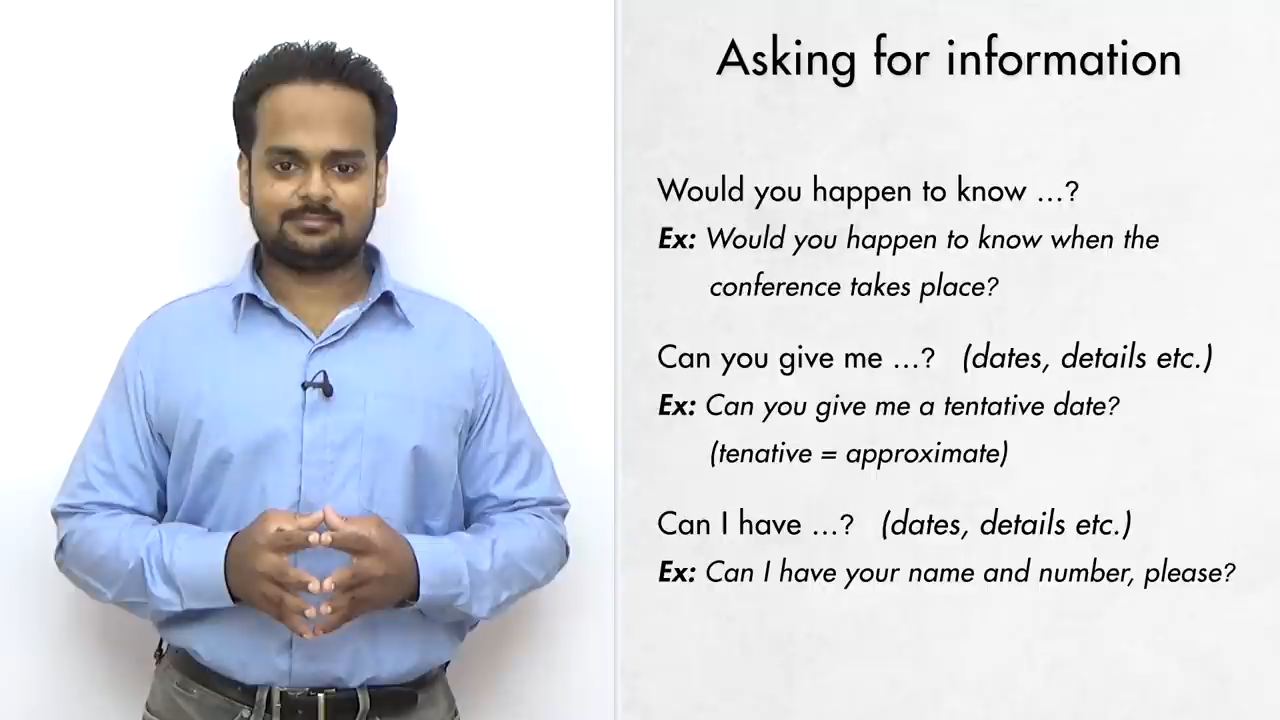 Asking for information
Would you happen to know ...?
Ex: Would you happen to know when the
conference takes place?
Can you give me ...? (dates, details etc.)
Ex: Can you give me a tentative date?
(tenative = approximate)
Can I have ...? (dates, details etc.)
Ex: Can I have your name and number, please?